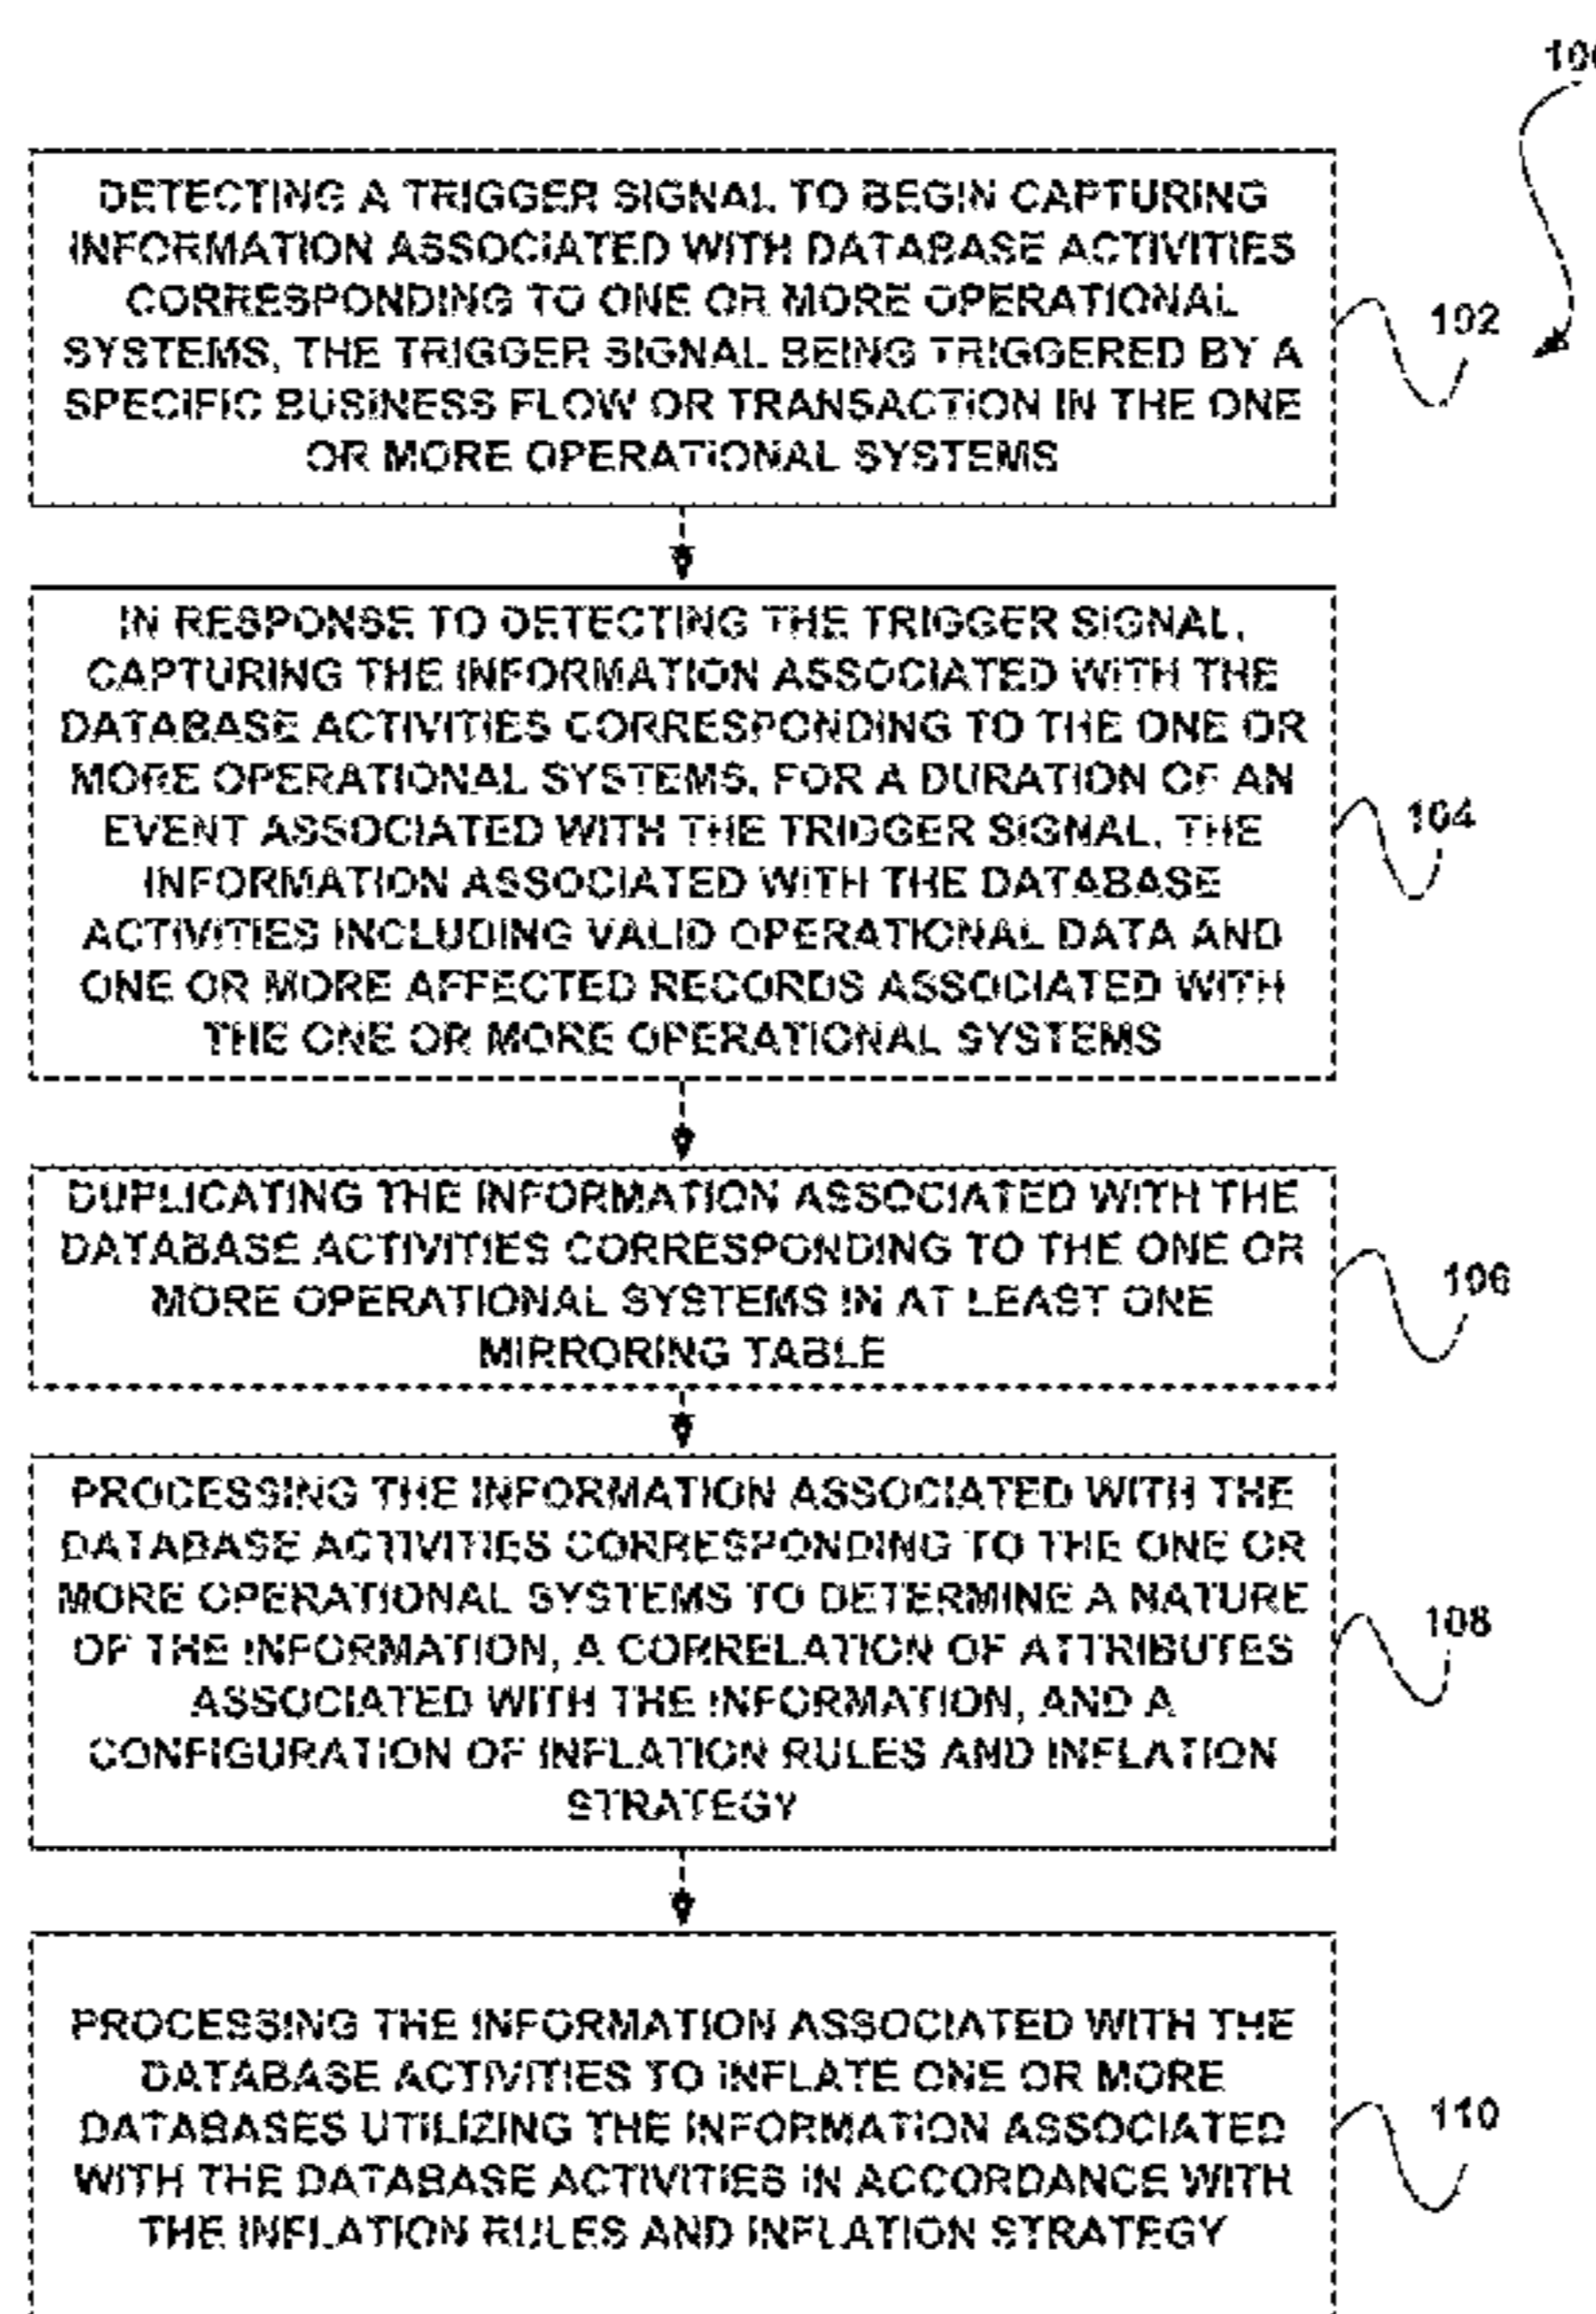 100
DETECTING A TRIGGER SIGNAL TO BEGIN CAPTURING
INFORMATION ASSOCIATED WITH DATABASE ACTIVITIES
CORRESPONDING TO ONE OR MORE OPERATIONAL
SYSTEMS, THE TRIGGER SIGNAL BEING TRIGGERED BY A
SPECIFIC BUSINESS FLOW OR TRANSACTION IN THE ONE
OR MORE OPERATIONAL SYSTEMS
102
IN RESPONSE TO DETECTING THE TRIGGER SIGNAL,
CAPTURING THE INFORMATION ASSOCIATED WITH THE
DATABASE ACTIVITIES CORRESPONDING TO THE ONE OR
MORE OPERATIONAL SYSTEMS, FOR A DURATION OF AN
EVENT ASSOCIATED WITH THE TRIGGER SIGNAL, THE
INFORMATION ASSOCIATED WITH THE DATABASE
ACTIVITIES INCLUDING VALID OPERATIONAL DATA AND
ONE OR MORE AFFECTED RECORDS ASSOCIATED WITH
THE ONE OR MORE OPERATIONAL SYSTEMS
104
DUPLICATING THE INFORMATION ASSOCIATED WITH THE
DATABASE ACTIVITIES CORRESPONDING TO THE ONE OR
MORE OPERATIONAL SYSTEMS IN AT LEAST ONE
MIRRORING TABLE
106
PROCESSING THE INFORMATION ASSOCIATED WITH THE
DATABASE ACTIVITIES CORRESPONDING TO THE ONE OR
MORE OPERATIONAL SYSTEMS TO DETERMINE A NATURE
OF THE INFORMATION, A CORRELATION OF ATTRIBUTES
ASSOCIATED WITH THE INFORMATION, AND A
CONFIGURATION OF INFLATION RULES AND INFLATION
STRATEGY
108
PROCESSING THE INFORMATION ASSOCIATED WITH THE
DATABASE ACTIVITIES TO INFLATE ONE OR MORE
DATABASES UTILIZING THE INFORMATION ASSOCIATED
WITH THE DATABASE ACTIVITIES IN ACCORDANCE WITH
THE INFLATION RULES AND INFLATION STRATEGY
110